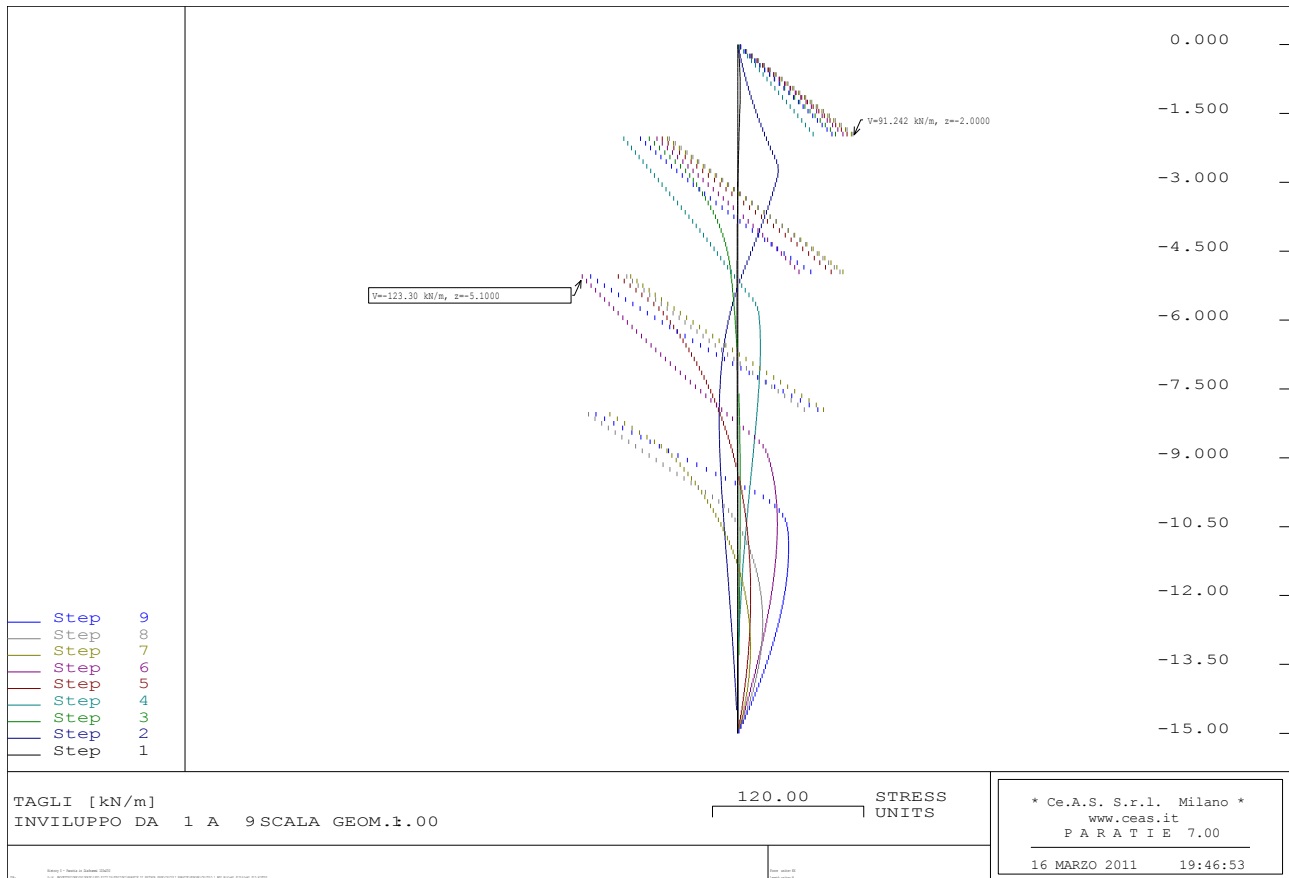 0.000
-1.500
V=91.242 kN/m, z=-2.0000
-3.000
-4.500
V=-123.30 kN/m, z=-5.1000
-6.000
-7.500
-9.000
-10.50
-12.00
-13.50
-15.00
Step 9
Step 8
Step 7
Step 6
Step 5
Step 4
Step 3
Step 2
Step 1
TAGLI [kN/m]
INVILUPPO DA 1 A 9 SCALA GEOM.1:1.00
120.00 STRESS UNITS
* Ce.A.S. S.r.l. Milano *
www.ceas.it
P A R A T I E 7.00
16 MARZO 2011 19:46:53